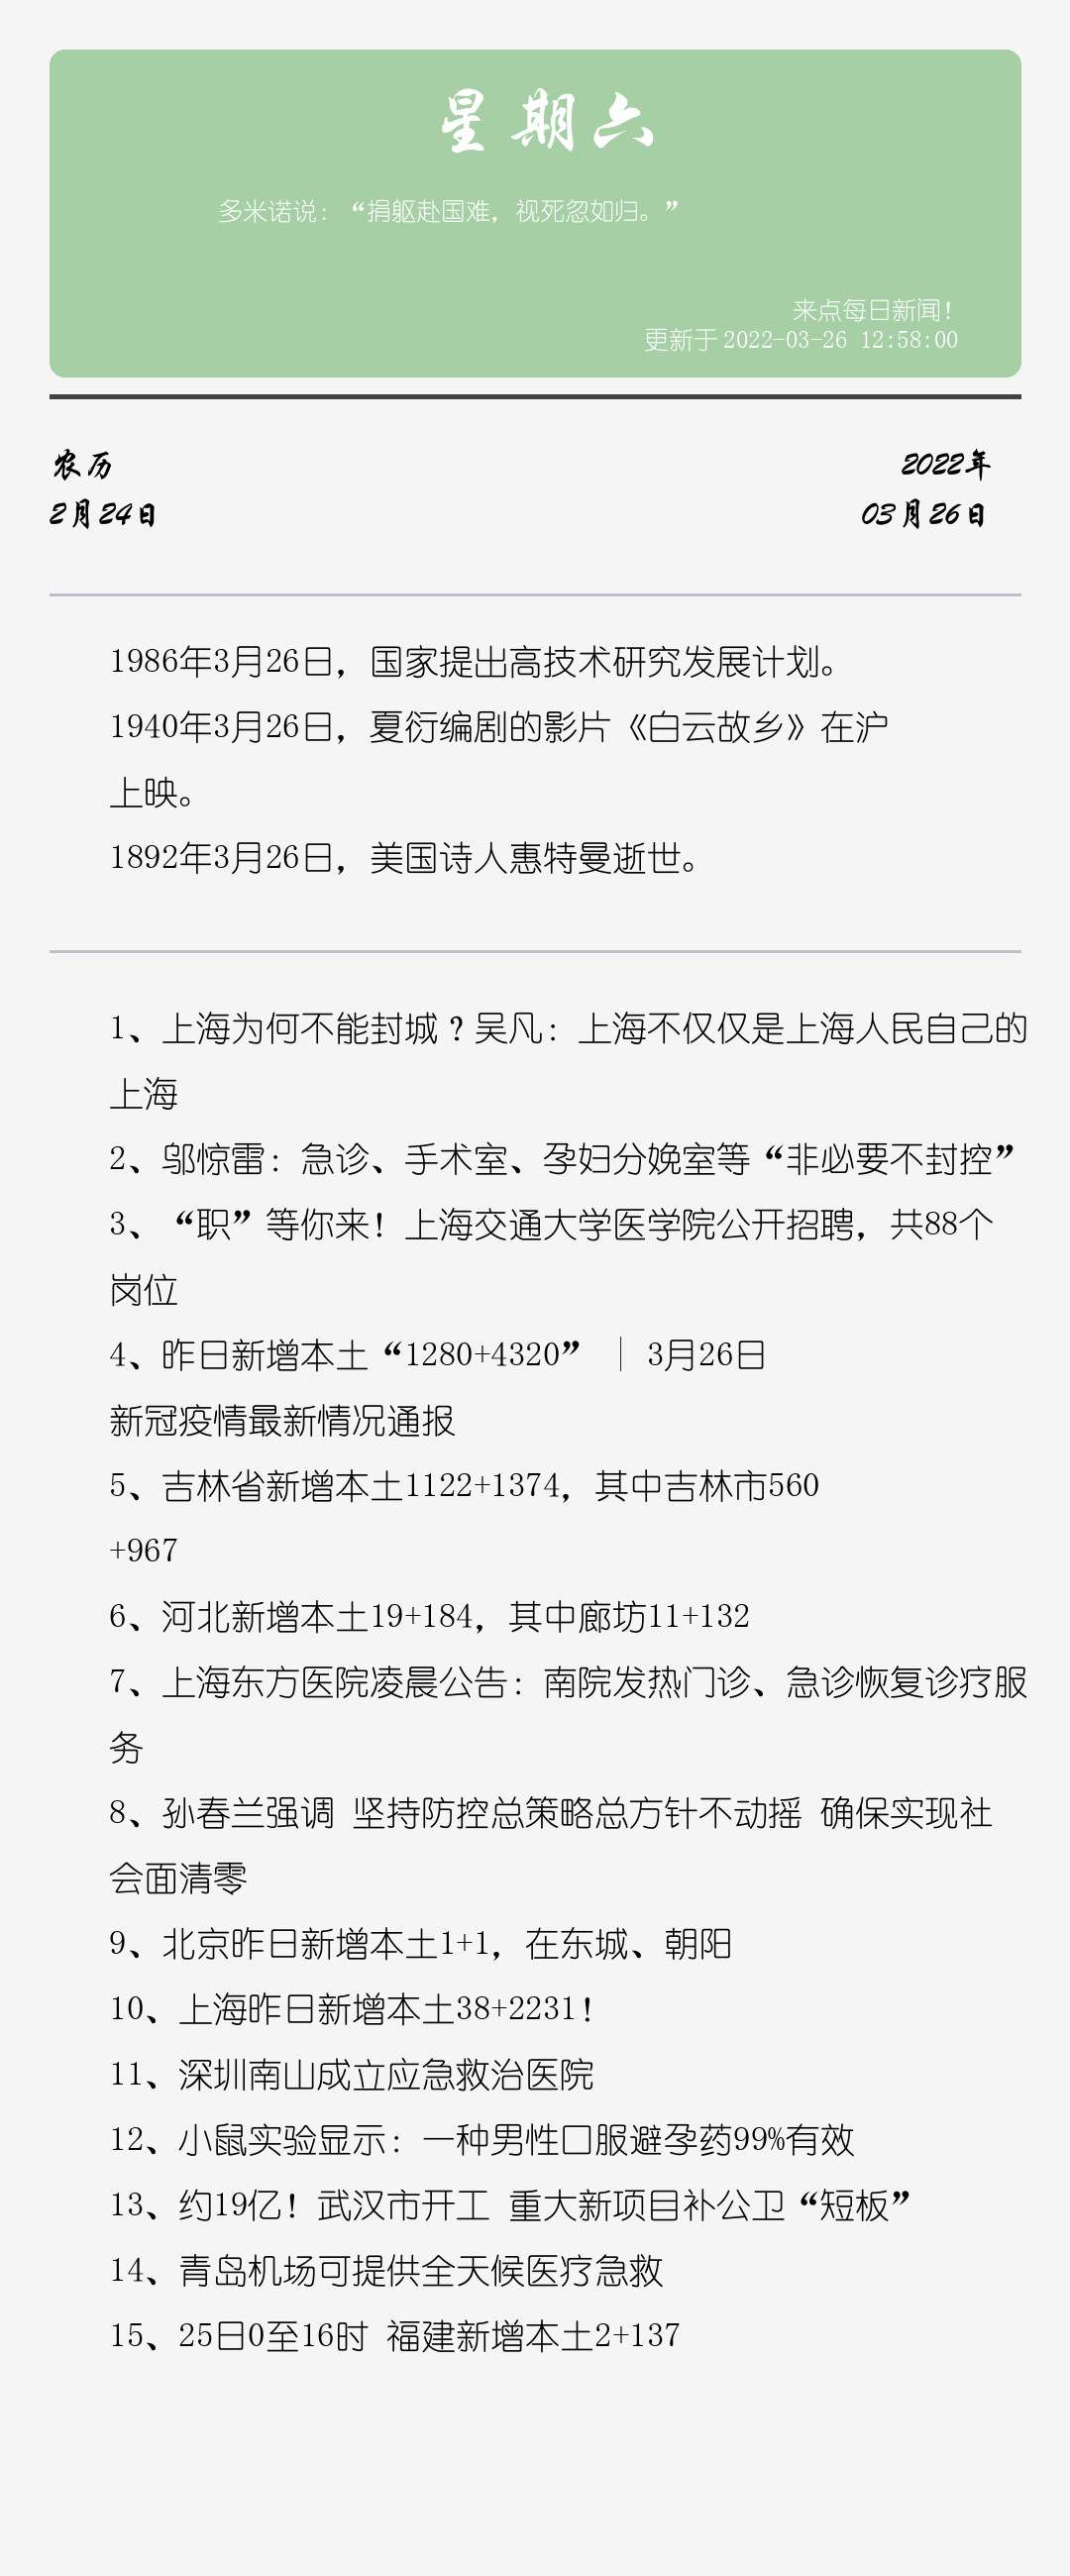 星期六
多米诺说：“捐躯赴国难，视死忽如归。”
来点每日新闻！
更新于 2022-03-26 12:58:00
农历
2月24日
2022年
03月26日
1986年3月26日，国家提出高技术研究发展计划。
1940年3月26日，夏衍编剧的影片《白云故乡》在沪
上映。
1892年3月26日，美国诗人惠特曼逝世。
1、上海为何不能封城？吴凡：上海不仅仅是上海人民自己的
上海
2、邬惊雷：急诊、手术室、孕妇分娩室等“非必要不封控”
3、“职”等你来！上海交通大学医学院公开招聘，共88个
岗位
4、昨日新增本土“1280+4320” ｜ 3月26日
新冠疫情最新情况通报
5、吉林省新增本土1122+1374，其中吉林市560
+967
6、河北新增本土19+184，其中廊坊11+132
7、上海东方医院凌晨公告：南院发热门诊、急诊恢复诊疗服
务
8、孙春兰强调 坚持防控总策略总方针不动摇 确保实现社
会面清零
9、北京昨日新增本土1+1，在东城、朝阳
10、上海昨日新增本土38+2231！
11、深圳南山成立应急救治医院
12、小鼠实验显示：一种男性口服避孕药99%有效
13、约19亿！武汉市开工 重大新项目补公卫“短板”
14、青岛机场可提供全天候医疗急救
15、25日0至16时 福建新增本土2+137